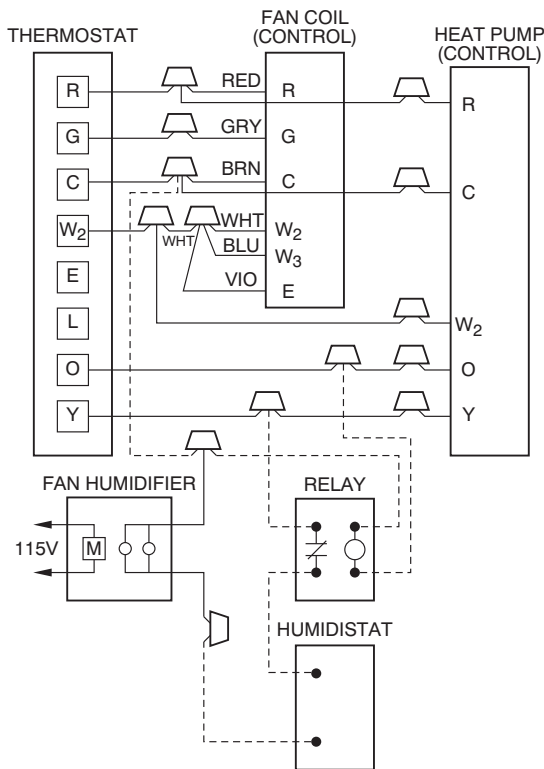 THERMOSTAT
FAN COIL
(CONTROL)
HEAT PUMP
(CONTROL)
R
RED
R
R
G
GRY
G
C
BRN
C
C
W2
WHT
WHT
W2
BLU
W3
E
VIO
E
L
W2
O
O
Y
Y
FAN HUMIDIFIER
RELAY
115V
M
HUMIDISTAT